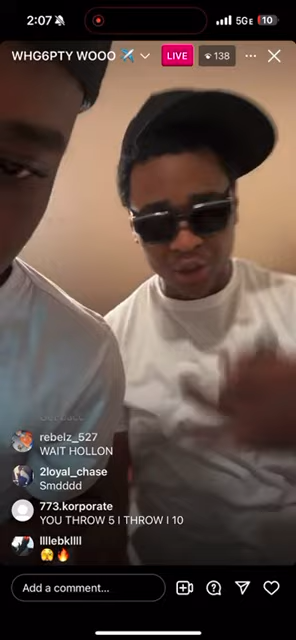 2:07
5GE
10
WHG6PTY WOOO ✈️
LIVE
138
rebelz_527
WAIT HOLLON
2loyal_chase
Smdddd
773.korporate
YOU THROW 5 I THROW I 10
🫣🔥
Add a comment...